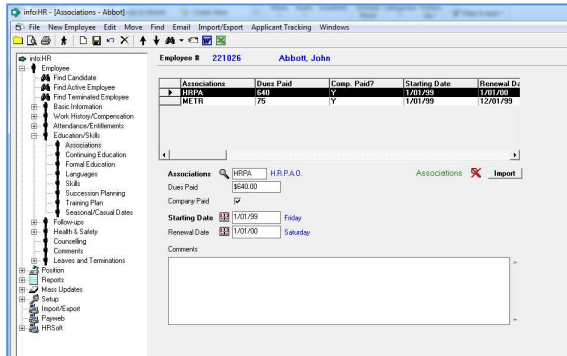 info:HR - [Associations - Abbot]
File New Employee Edit Move Find Email Import/Export Applicant Tracking Windows
info:HR
Employee
Find Candidate
Find Active Employee
Find Terminated Employee
Basic Information
Work History/Compensation
Attendance/Entitlements
Education/Skills
Associations
Continuing Education
Formal Education
Languages
Skills
Succession Planning
Training Plan
Seasonal/Casual Dates
Follow-ups
Health & Safety
Counselling
Comments
Leaves and Terminations
Position
Reports
Mass Updates
Setup
Import/Export
Payweb
HRSoft
Employee # 221026 Abbott, John
Associations Dues Paid Comp. Paid? Starting Date Renewal Da
HRPA 640 Y 1/01/99 1/01/00
METR 75 Y 1/01/99 12/01/99
Associations HRPA H.R.P.A.O. Associations Import
Dues Paid $640.00
Company Paid
Starting Date 1/01/99 Friday
Renewal Date 1/01/00 Saturday
Comments